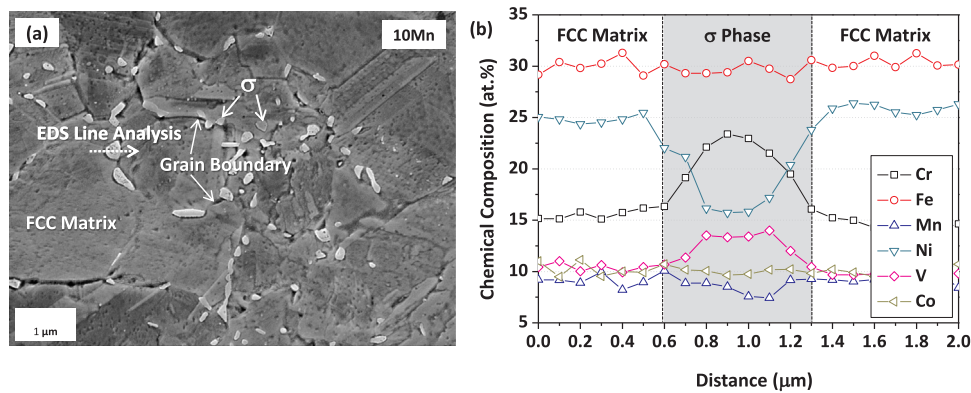 (a)
10Mn
σ
EDS Line Analysis
Grain Boundary
FCC Matrix
1 μm
(b)
FCC Matrix
σ Phase
FCC Matrix
35
30
25
20
15
10
5
Chemical Composition (at.%)
Cr
Fe
Mn
Ni
V
Co
0.0 0.2 0.4 0.6 0.8 1.0 1.2 1.4 1.6 1.8 2.0
Distance (μm)